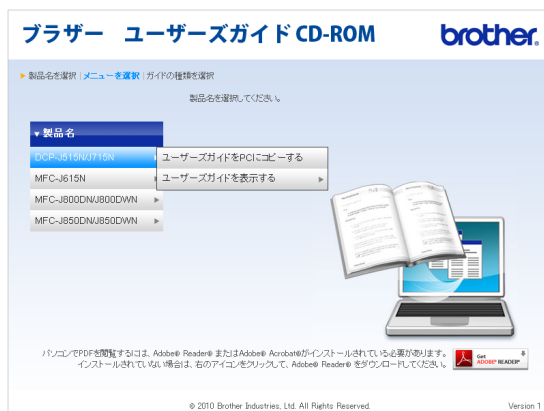 ブラザー ユーザーズガイド CD-ROM
brother
製品名を選択 | メニューを選択 | ガイドの種類を選択
製品名を選択してください。
▼製品名
DCP-J515N/J715N
ユーザーズガイドをPCにコピーする
MFC-J615N
ユーザーズガイドを表示する
MFC-J800DN/J800DWN
MFC-J850DN/J850DWN
パソコンでPDFを閲覧するには、Adobe® Reader® またはAdobe® Acrobat®がインストールされている必要があります。
インストールされていない場合は、右のアイコンをクリックして、Adobe® Reader® をダウンロードしてください。
Get
ADOBE® READER®
© 2010 Brother Industries, Ltd. All Rights Reserved.
Version 1